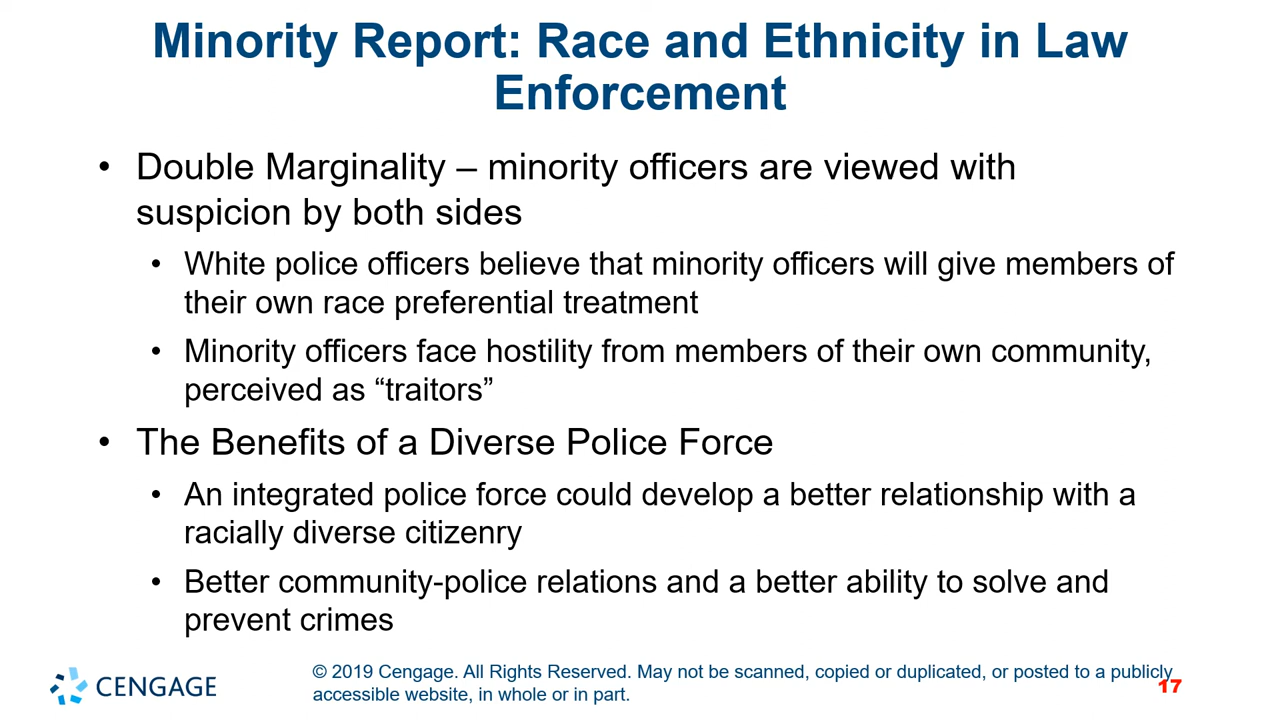 Minority Report: Race and Ethnicity in Law
Enforcement
• Double Marginality – minority officers are viewed with
suspicion by both sides
• White police officers believe that minority officers will give members of
their own race preferential treatment
• Minority officers face hostility from members of their own community,
perceived as “traitors”
• The Benefits of a Diverse Police Force
• An integrated police force could develop a better relationship with a
racially diverse citizenry
• Better community-police relations and a better ability to solve and
prevent crimes
CENGAGE
© 2019 Cengage. All Rights Reserved. May not be scanned, copied or duplicated, or posted to a publicly
accessible website, in whole or in part.
17